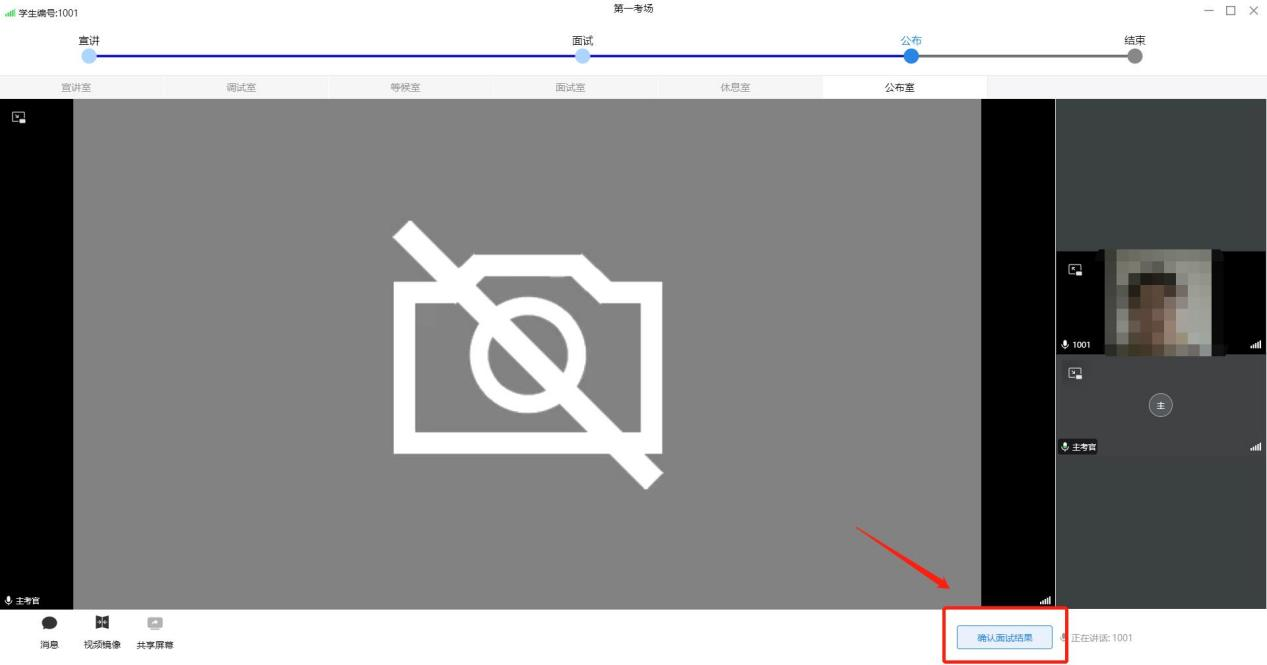 学生编号:1001
第一考场
宣讲
面试
公布
结束
宣讲室
调试室
等候室
面试室
休息室
公布室
1001
主
主考官
主考官
消息
视频镜像
共享屏幕
确认面试结果
正在讲话: 1001